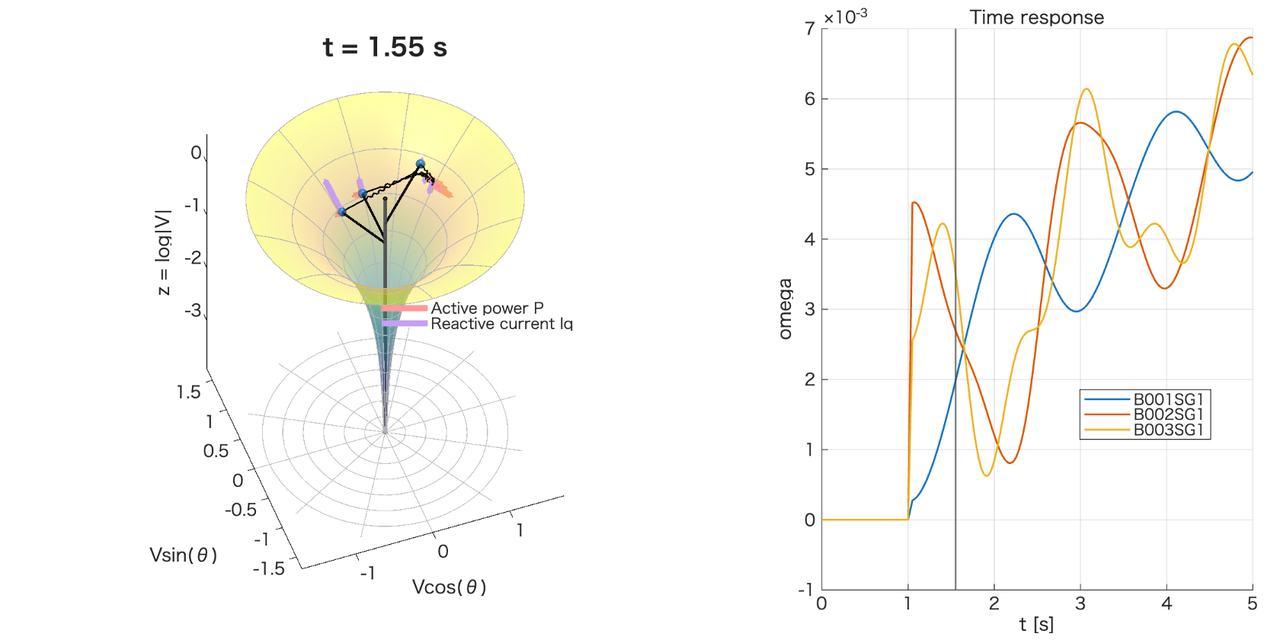 t = 1.55 s
0
-1
-2
-3
z = log|V|
Active power P
Reactive current Iq
1.5
1
0.5
0
-0.5
-1
-1.5
Vsin(θ)
-1
0
1
Vcos(θ)
×10-3
Time response
7
6
5
4
3
2
1
0
-1
omega
B001SG1
B002SG1
B003SG1
0
1
2
3
4
5
t [s]